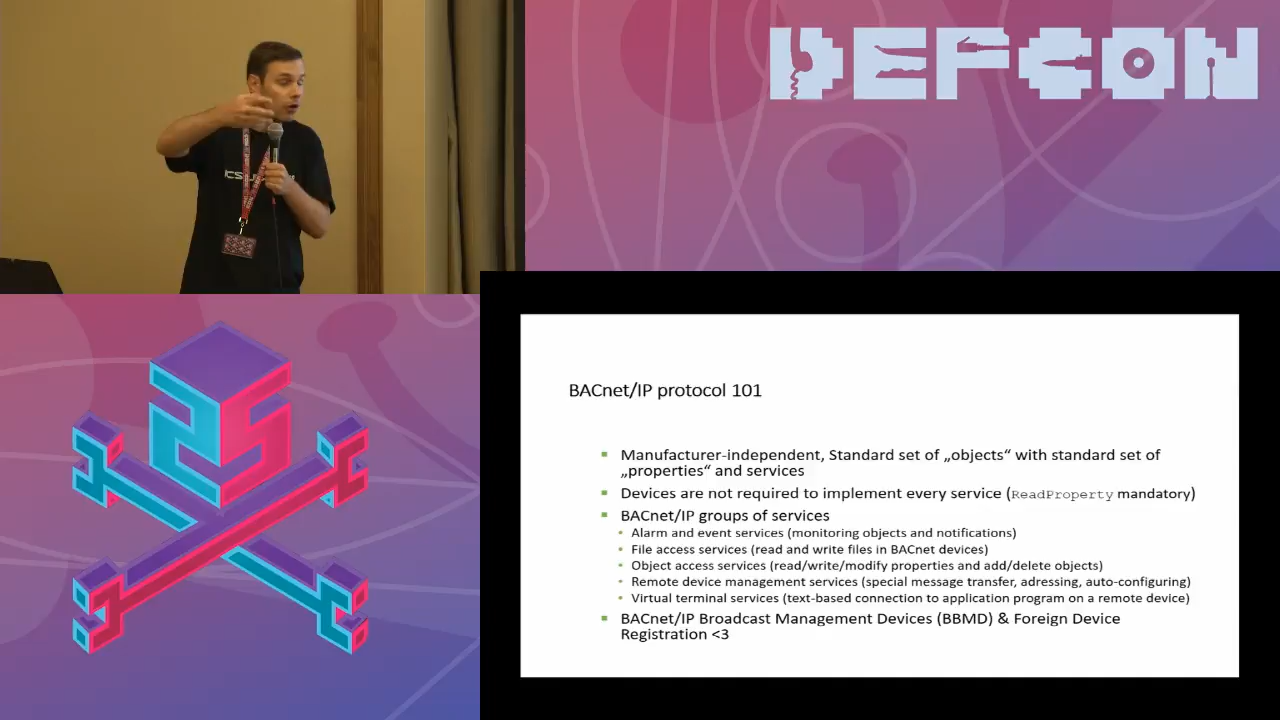 DEFCON
BACnet/IP protocol 101
Manufacturer-independent, Standard set of „objects“ with standard set of
„properties“ and services
Devices are not required to implement every service (ReadProperty mandatory)
BACnet/IP groups of services
Alarm and event services (monitoring objects and notifications)
File access services (read and write files in BACnet devices)
Object access services (read/write/modify properties and add/delete objects)
Remote device management services (special message transfer, adressing, auto-configuring)
Virtual terminal services (text-based connection to application program on a remote device)
BACnet/IP Broadcast Management Devices (BBMD) & Foreign Device
Registration <3